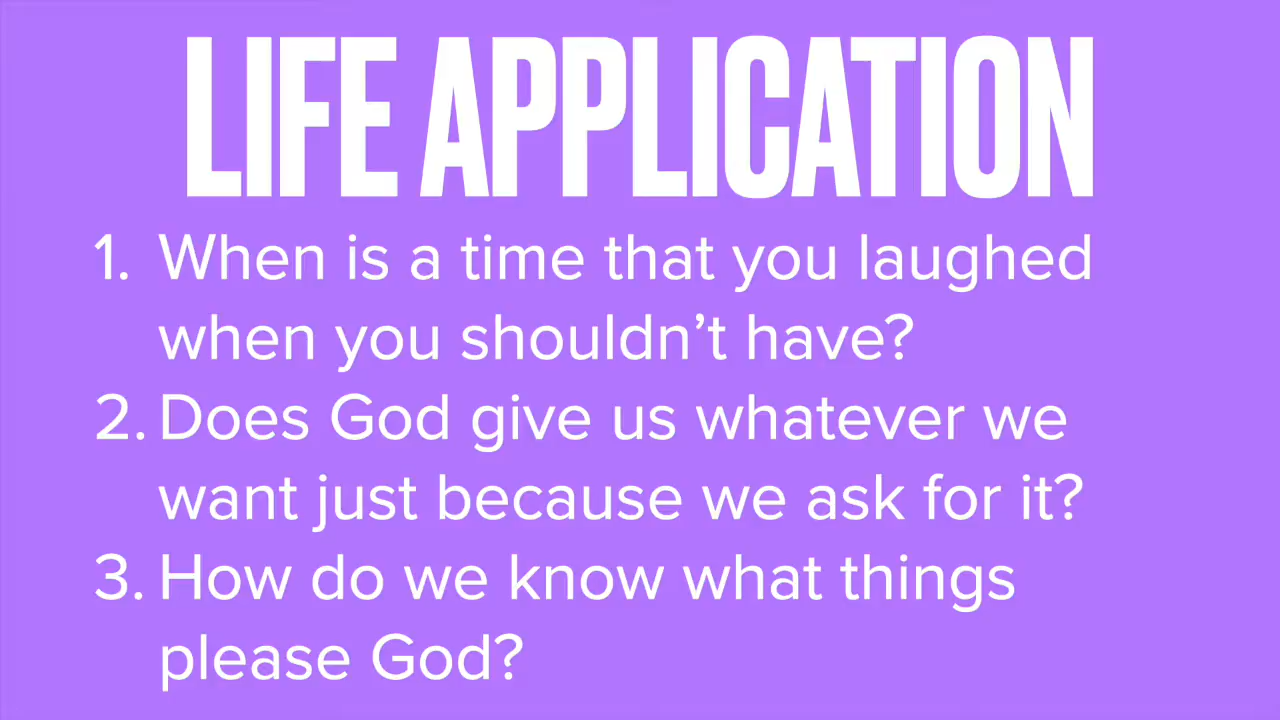 LIFE APPLICATION
1. When is a time that you laughed
when you shouldn’t have?
2. Does God give us whatever we
want just because we ask for it?
3. How do we know what things
please God?